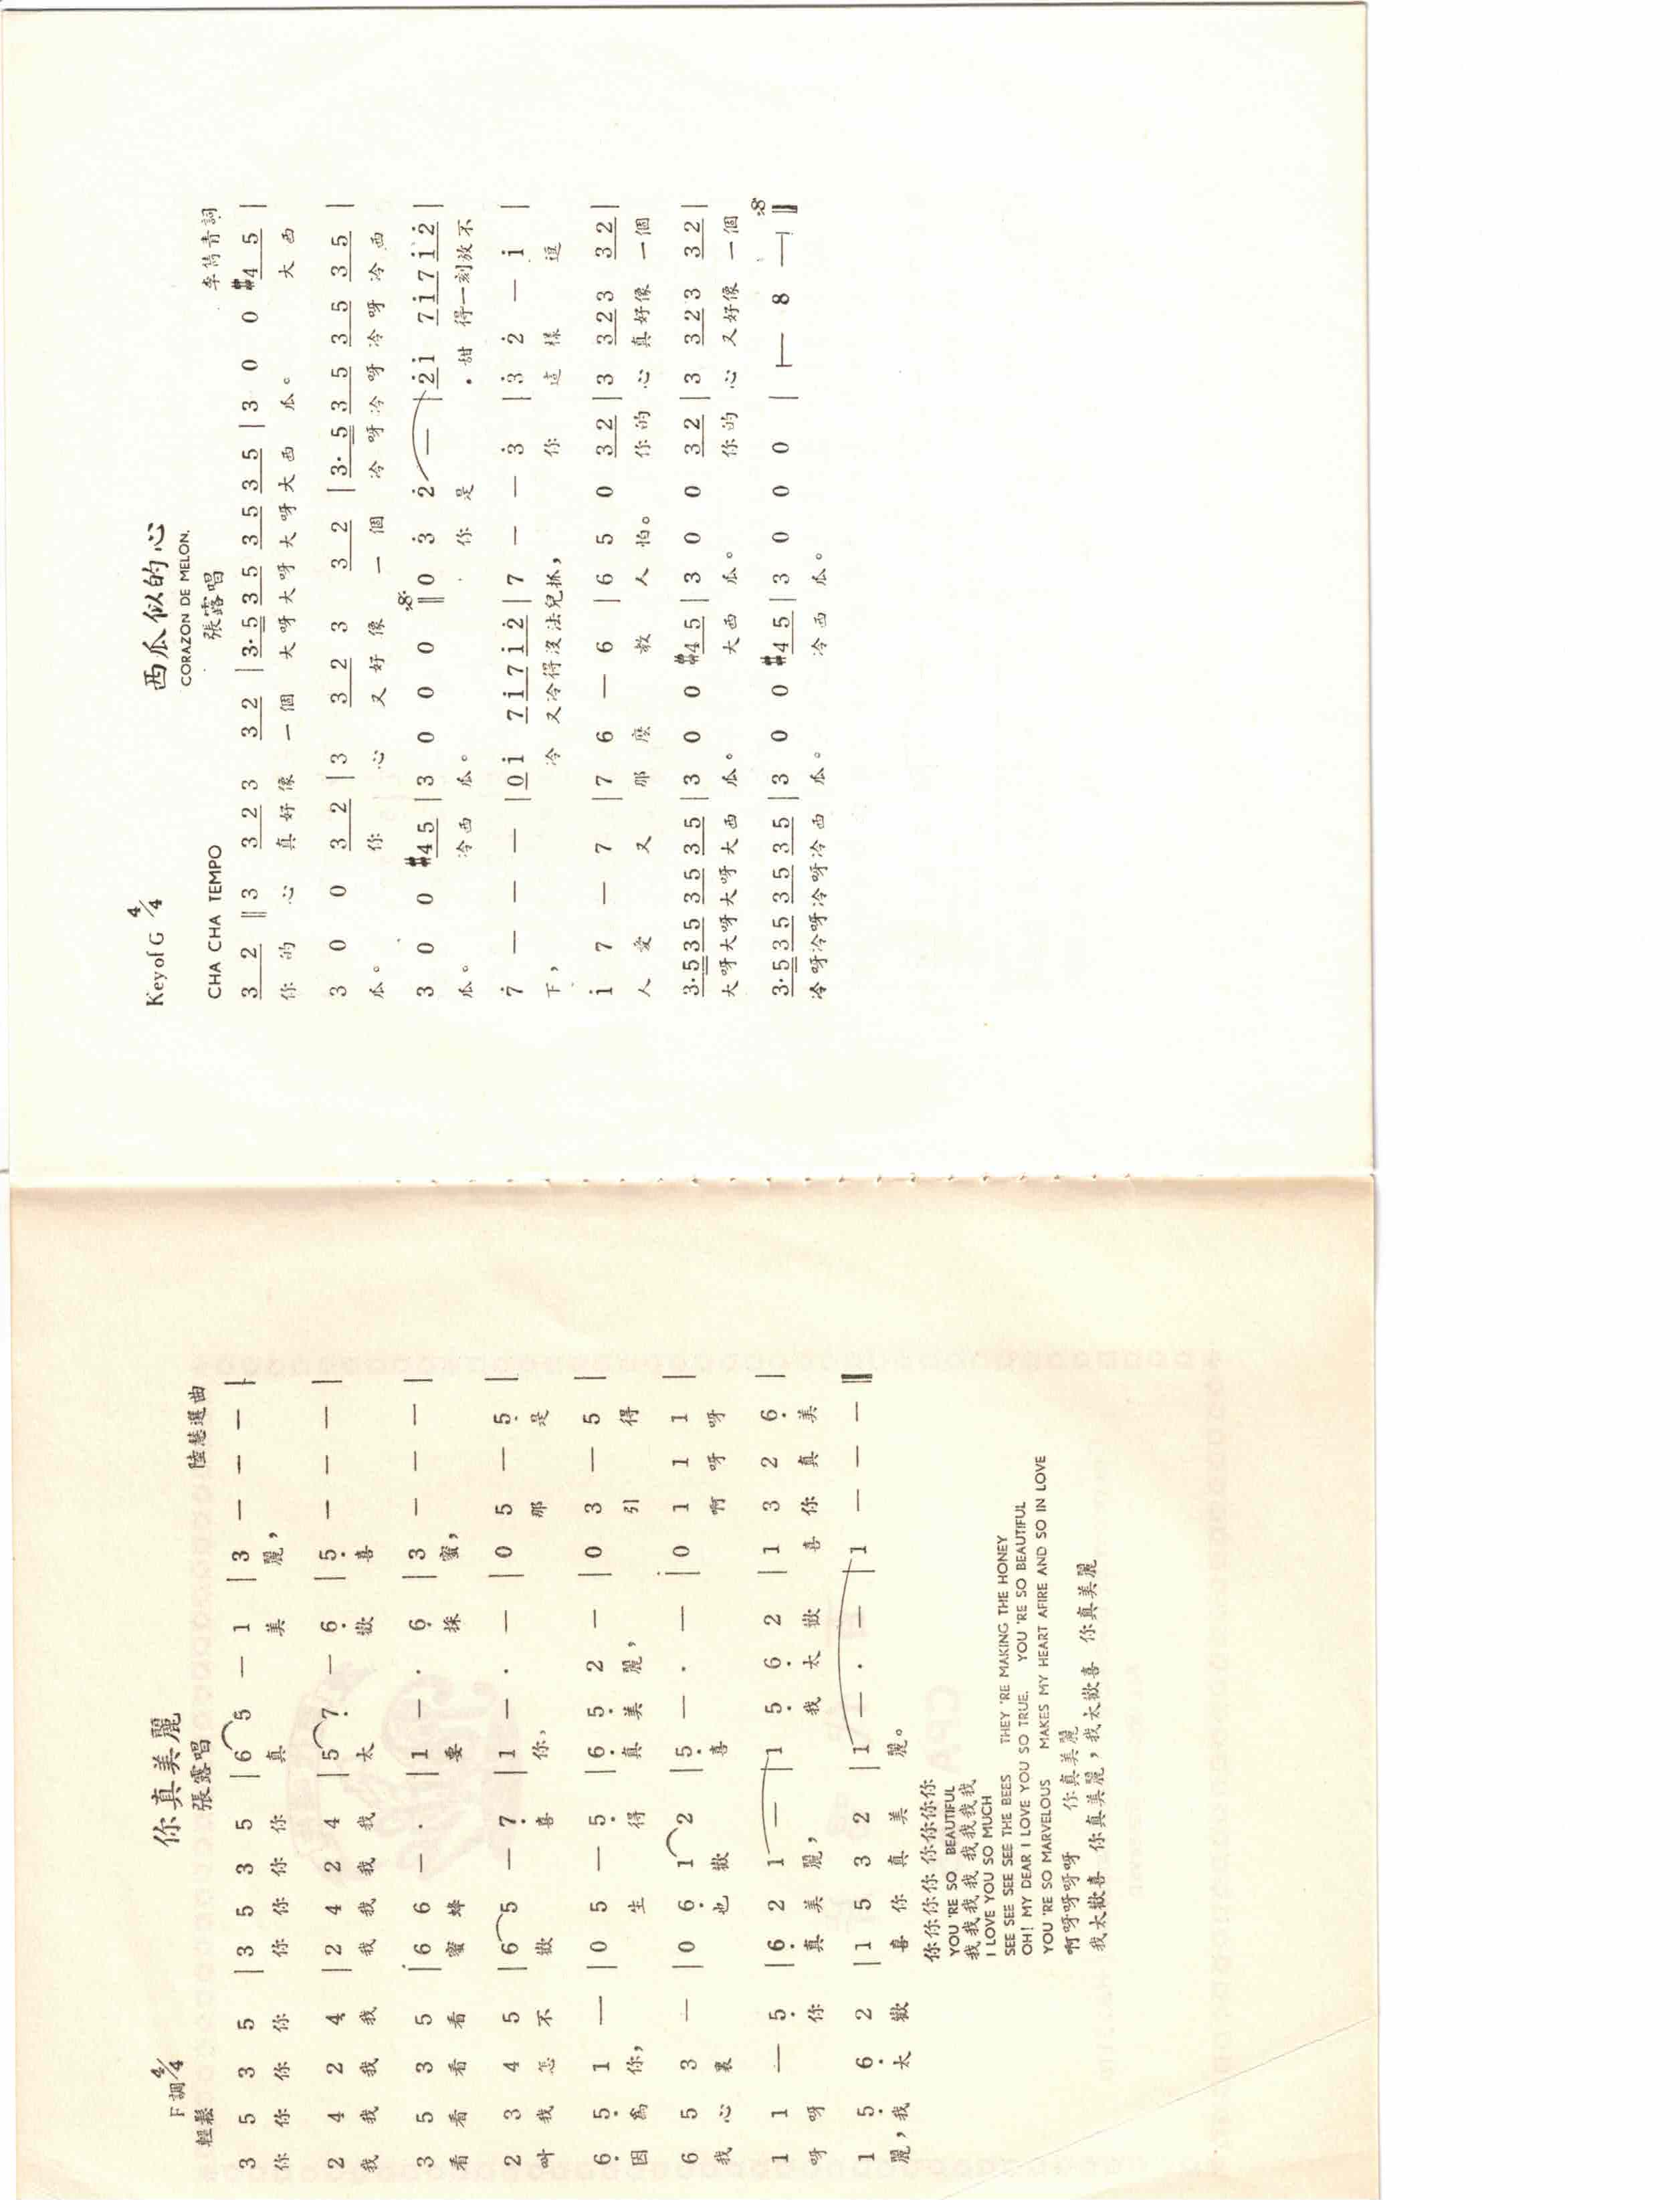 你真美麗
F 調 4/4
張露唱
輕鬆
陸慧選曲
3 5 3 5 | 3 5 3 5 | 6 5 — 1 | 3 — — — |
你 你 你 你 你 你 你 你 真 美 麗，
2 4 2 4 | 2 4 2 4 | 5 7̣ — 6̣ | 5̣ — — — |
我 我 我 我 我 我 我 我 太 歡 喜
3 5 3 5 | 6 6 — · | 1 — · 6̣ | 3 — — — |
看 看 看 看 蜜 蜂 要 採 蜜，
2 3 4 5 | 6 5 — 7̣ | 1 — · — | 0 5 — 5̣ |
叫 我 怎 不 歡 喜 你， 那 是
6̣ 5̣ 1 — | 0 5 — 5̣ | 6̣ 5̣ 2 — | 0 3 — 5 |
因 爲 你， 生 得 真 美 麗， 引 得
6 5 3 — | 0 6̣ 1 2 | 5̣ — · — | 0 1 1 1 |
我 心 裏 也 歡 喜 啊 呀 呀
1 1 — 5̣ | 6̣ 2 1 — | 1 5̣ 6̣ 2 | 1 3 2 6̣ |
呀 呀 你 真 美 麗， 我 太 歡 喜 你 真 美
1 5̣ 6̣ 2 | 1 5 3 2 | 1 — · — | 1 — — — ‖
麗，我 太 歡 喜 你 真 美 麗。
你你你你 你你你你你
YOU 'RE SO BEAUTIFUL
我我我我 我我我我我
I LOVE YOU SO MUCH
SEE SEE SEE SEE THE BEES THEY 'RE MAKING THE HONEY
OH! MY DEAR I LOVE YOU SO TRUE. YOU 'RE SO BEAUTIFUL
YOU 'RE SO MARVELOUS MAKES MY HEART AFIRE AND SO IN LOVE
啊呀呀呀呀 你真美麗
我太歡喜 你真美麗，我太歡喜 你真美麗
西瓜似的心
Key of G 4/4
CORAZON DE MELON.
張露唱
CHA CHA TEMPO
李雋青詞
3 2 ‖ 3 3 2 3 3 2 | 3· 5 3 5 3 5 3 5 | 3 0 0 #4 5 |
你 的 心 真 好 像 一 個 大 呀 大 呀 大 呀 大 西 瓜。 大 西
3 0 0 3 2 | 3 3 2 3 3 2 | 3· 5 3 5 3 5 3 5 |
瓜。 你 心 又 好 像 一 個 冷 呀 冷 呀 冷 呀 冷 西
3 0 0 #4 5 | 3 0 0 0 ‖ 0 3̇ 2̇ — | 2̇ i̇ 7 i̇ 7 i̇ 2̇ |
瓜。 冷 西 瓜。 你 是 甜 得一刻放不
7̇ — — — | 0 i̇ 7 i̇ 7 i̇ 2̇ | 7 — — 3̇ | 3̇ 2̇ — i̇ |
下， 冷 又冷得沒法兒抓， 你 這 樣 逗
i̇ 7 — 7 | 7 6 — 6 | 6 5 0 3 2 | 3 3 2 3 3 2 |
人 愛 又 那 麼 教 人 怕。 你 的 心 真好像 一個
3· 5 3 5 3 5 3 5 | 3 0 0 #4 5 | 3 0 0 3 2 | 3 3 2 3 3 2 |
大 呀大呀大呀大西 瓜。 大西 瓜。 你的 心 又好像 一個
3· 5 3 5 3 5 3 5 | 3 0 0 #4 5 | 3 0 0 0 | — 8 — ‖
冷呀冷呀冷呀冷西 瓜。 冷西 瓜。